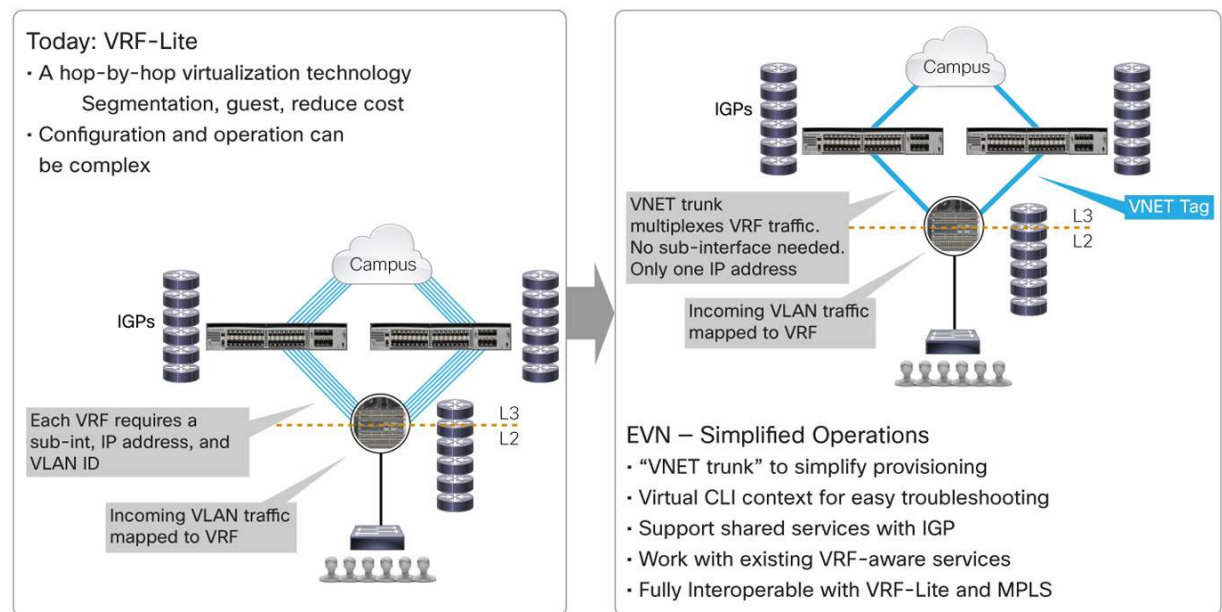 Today: VRF-Lite
· A hop-by-hop virtualization technology
Segmentation, guest, reduce cost
· Configuration and operation can
be complex
Campus
IGPs
Each VRF requires a
sub-int, IP address, and
VLAN ID
L3
L2
Incoming VLAN traffic
mapped to VRF
Campus
IGPs
VNET trunk
multiplexes VRF traffic.
No sub-interface needed.
Only one IP address
VNET Tag
L3
L2
Incoming VLAN traffic
mapped to VRF
EVN – Simplified Operations
· “VNET trunk” to simplify provisioning
· Virtual CLI context for easy troubleshooting
· Support shared services with IGP
· Work with existing VRF-aware services
· Fully Interoperable with VRF-Lite and MPLS